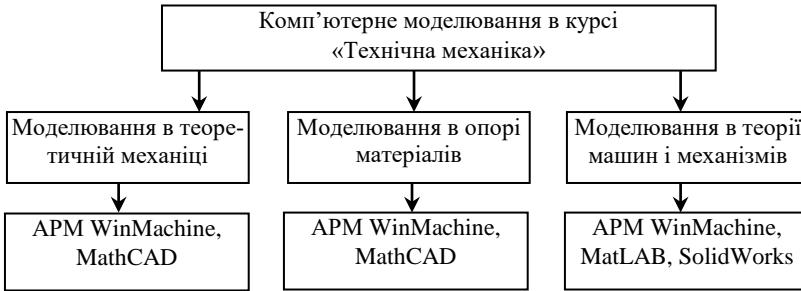 Комп’ютерне моделювання в курсі
«Технічна механіка»
Моделювання в теоре-
тичній механіці
Моделювання в опорі
матеріалів
Моделювання в теорії
машин і механізмів
APM WinMachine,
MathCAD
APM WinMachine,
MathCAD
APM WinMachine,
MatLAB, SolidWorks